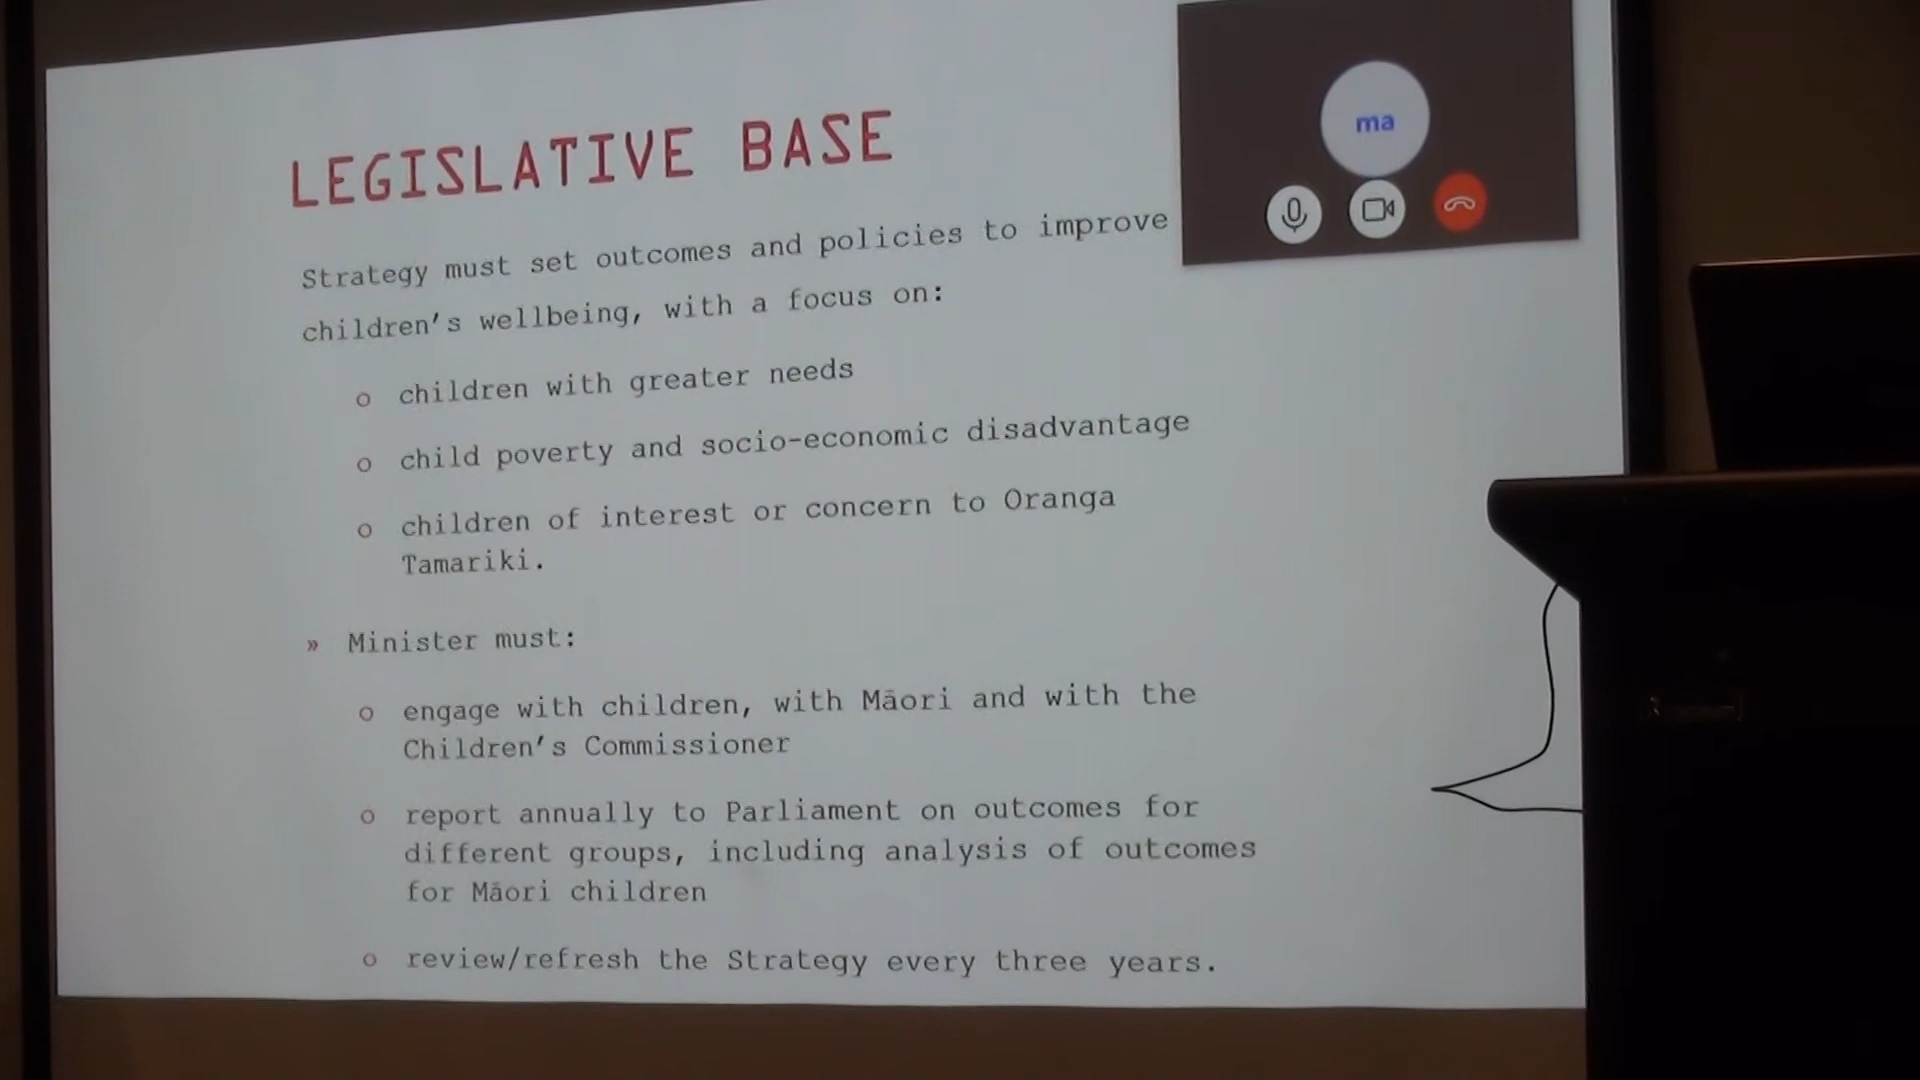 LEGISLATIVE BASE
ma
Strategy must set outcomes and policies to improve
children's wellbeing, with a focus on:
o children with greater needs
o child poverty and socio-economic disadvantage
o children of interest or concern to Oranga
Tamariki.
» Minister must:
o engage with children, with Māori and with the
Children's Commissioner
o report annually to Parliament on outcomes for
different groups, including analysis of outcomes
for Māori children
o review/refresh the Strategy every three years.